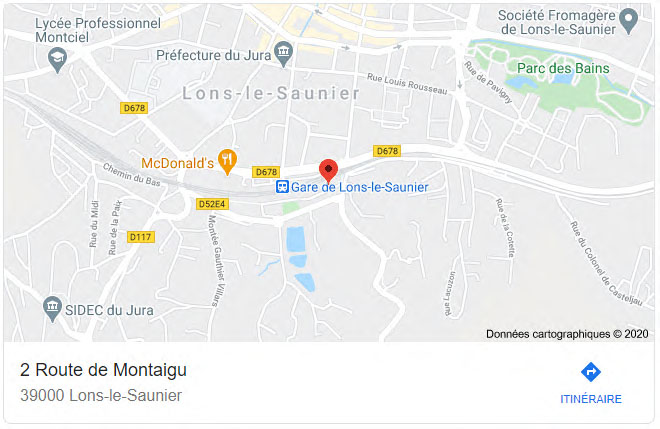 Lycée Professionnel
Montciel
Société Fromagère
de Lons-le-Saunier
Préfecture du Jura
Parc des Bains
Rue Louis Rousseau
Rue de Pavigny
Lons-le-Saunier
D678
McDonald's
D678
D678
Chemin du Bas
Gare de Lons-le-Saunier
D52E4
Rue du Midi
Rue de la Paix
D117
Montée Gauthier Villars
Rue de la Cotette
Rue du Colonel de Casteljau
SIDEC du Jura
Données cartographiques © 2020
2 Route de Montaigu
39000 Lons-le-Saunier
ITINÉRAIRE